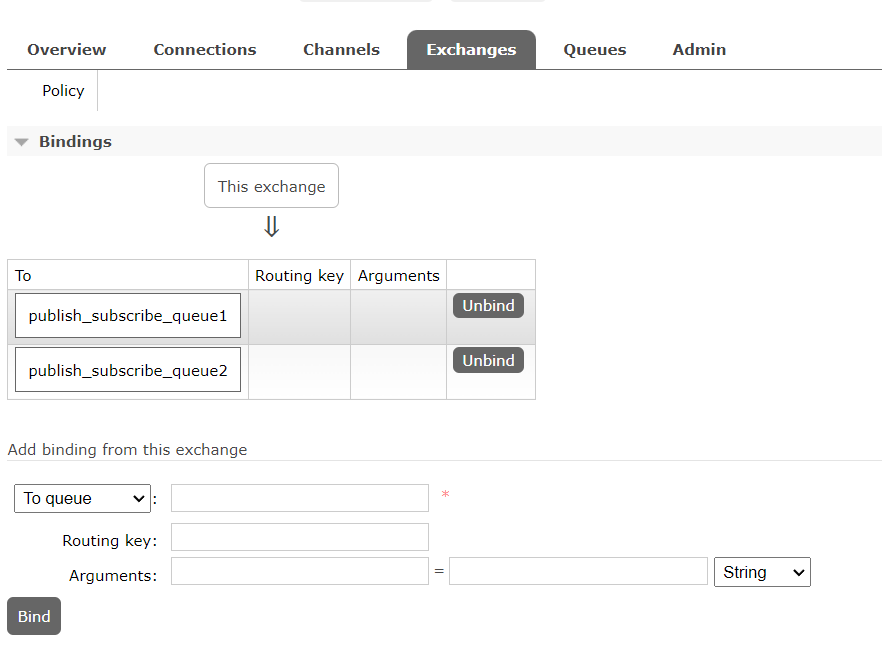 Overview Connections Channels Exchanges Queues Admin
Policy
Bindings
This exchange
⇓
To Routing key Arguments
publish_subscribe_queue1 Unbind
publish_subscribe_queue2 Unbind
Add binding from this exchange
To queue : *
Routing key:
Arguments: = String
Bind